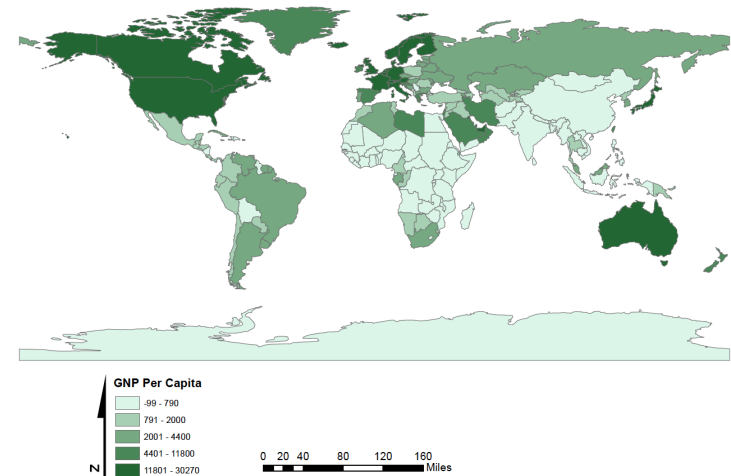 GNP Per Capita
-99 - 790
791 - 2000
2001 - 4400
4401 - 11800
11801 - 30270
N
0 20 40 80 120 160
Miles